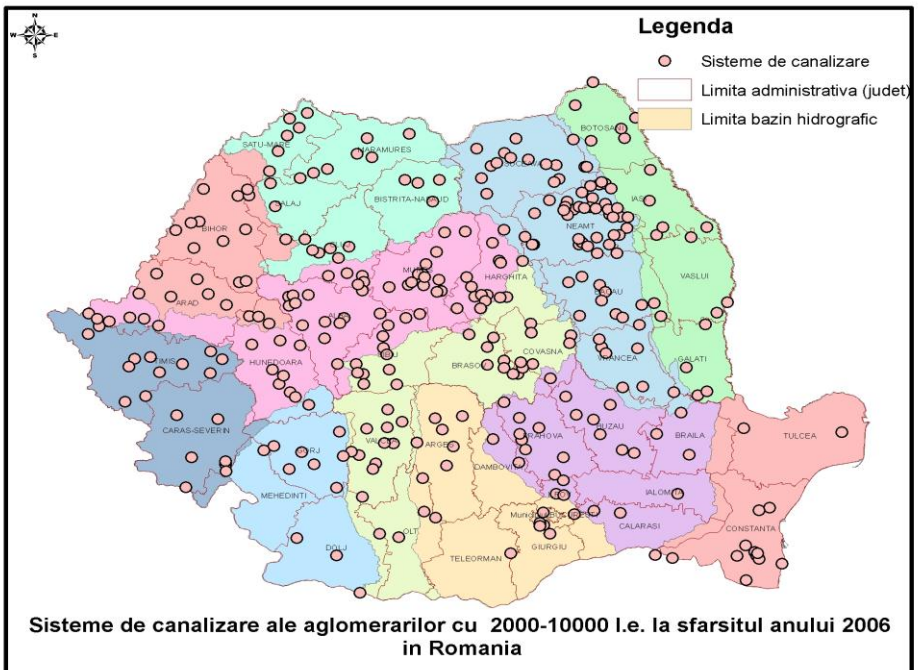 N
W E
S
Legenda
Sisteme de canalizare
Limita administrativa (judet)
Limita bazin hidrografic
BOTOSANI
SATU-MARE
MARAMURES
SUCEAVA
IASI
SALAJ
BISTRITA-NASAUD
BIHOR
NEAMT
CLUJ
MURES
HARGHITA
VASLUI
BACAU
ARAD
ALBA
TIMIS
HUNEDOARA
SIBIU
BRASOV
COVASNA
VRANCEA
GALATI
CARAS-SEVERIN
GORJ
VALCEA
ARGES
PRAHOVA
BUZAU
BRAILA
TULCEA
DAMBOVITA
MEHEDINTI
IALOMITA
OLT
CALARASI
CONSTANTA
DOLJ
TELEORMAN
GIURGIU
Sisteme de canalizare ale aglomerarilor cu 2000-10000 l.e. la sfarsitul anului 2006
in Romania